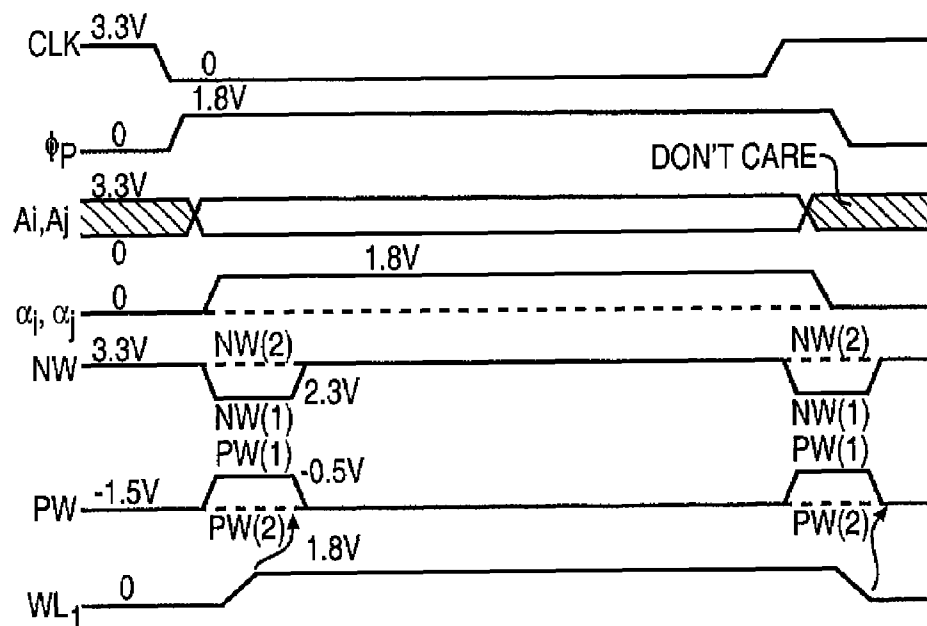 CLK 3.3V
0
1.8V
ϕP 0
DON'T CARE
3.3V
Ai,Aj
0
1.8V
0
αi, αj
NW 3.3V NW(2) NW(2)
2.3V
NW(1) NW(1)
PW(1) PW(1)
-0.5V
PW -1.5V
PW(2) PW(2)
1.8V
WL1 0